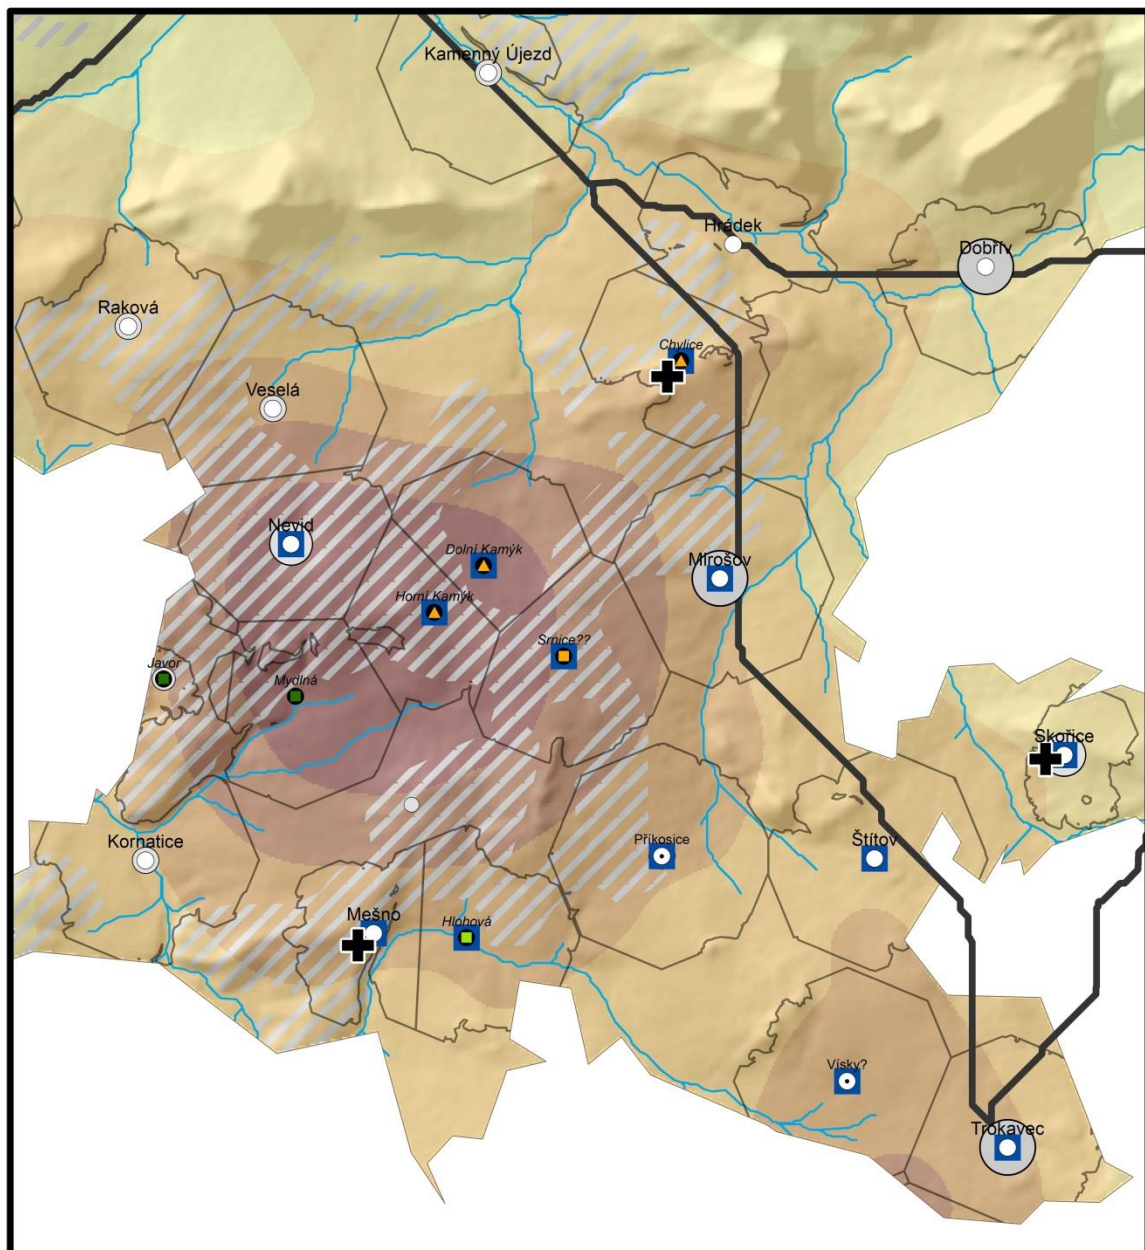 Kamenný Újezd
Hrádek
Dobřív
Raková
Chylice
Veselá
Nevid
Dolní Kamýk
Mirošov
Horní Kamýk
Srnice??
Javor
Mydlná
Skořice
Kornatice
Příkosice
Štítov
Mešno
Hlohová
Vísky?
Trokavec